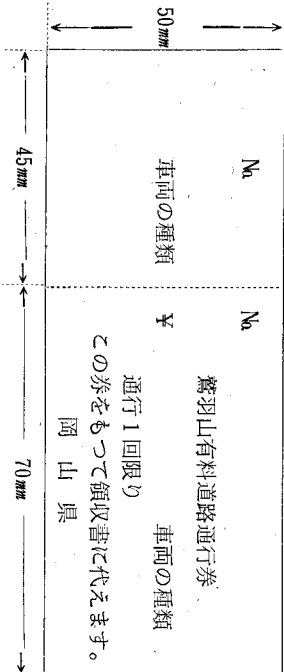 50mm
45mm
70mm
№
車両の種類
№
鷲羽山有料道路通行券
¥ 車両の種類
通行1回限り
この券をもつて領収書に代えます。
岡山県